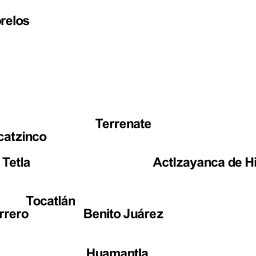 relos
Terrenate
catzinco
Tetla
Actlzayanca de Hi
Tocatlán
rrero
Benito Juárez
Huamantla